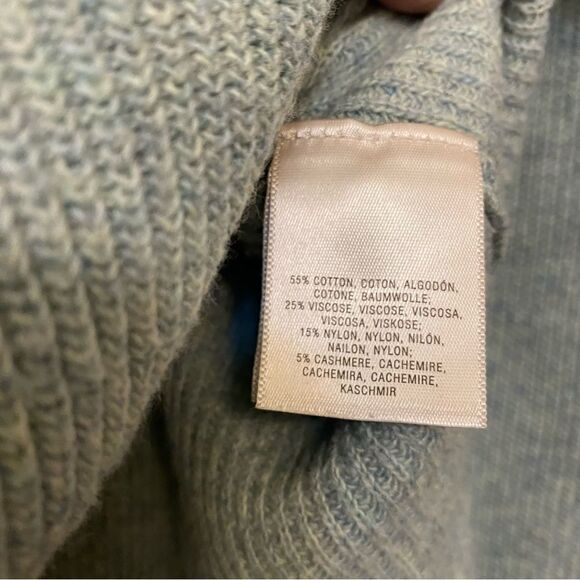 55% COTTON, COTON, ALGODÓN,
COTONE, BAUMWOLLE;
25% VISCOSE, VISCOSE, VISCOSA,
VISCOSA, VISKOSE;
15% NYLON, NYLON, NILÓN,
NAILON, NYLON;
5% CASHMERE, CACHEMIRE,
CACHEMIRA, CACHEMIRE,
KASCHMIR